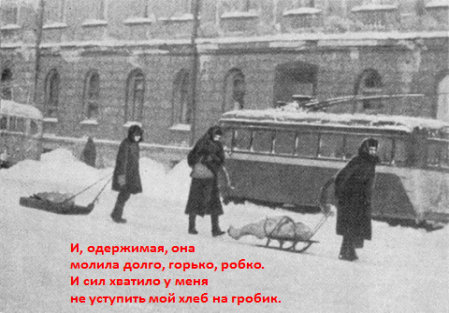 И, одержимая, она
молила долго, горько, робко.
И сил хватило у меня
не уступить мой хлеб на гробик.